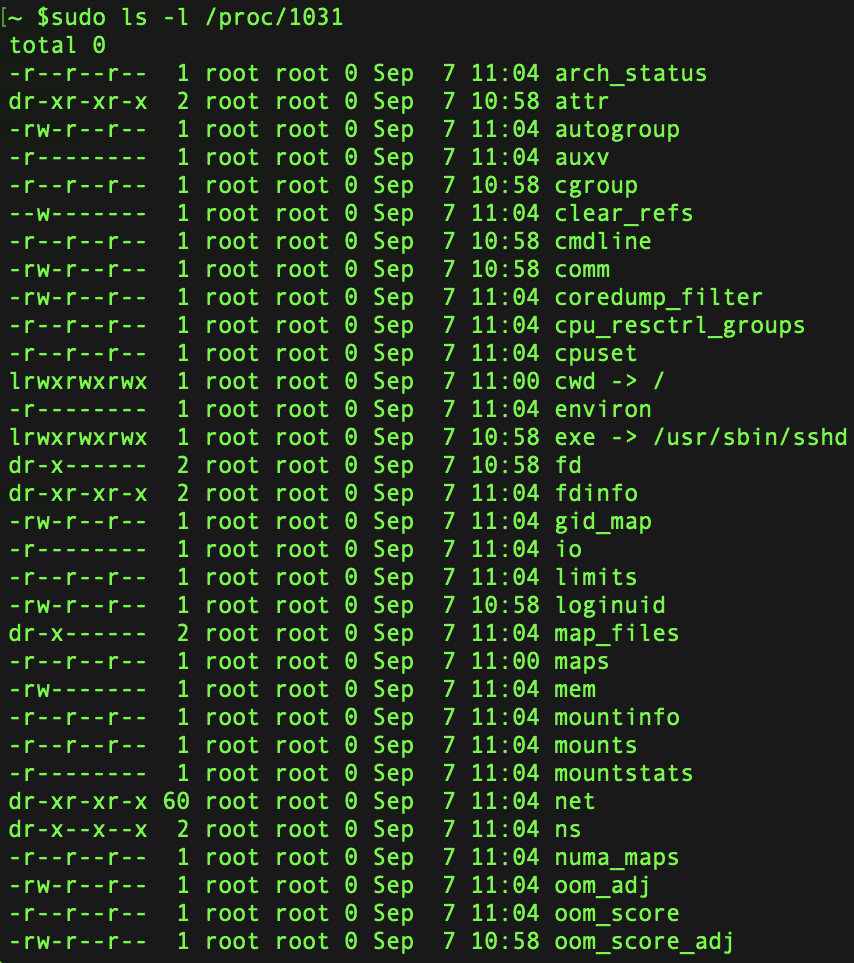 [~ $sudo ls -l /proc/1031
total 0
-r--r--r--  1 root root 0 Sep  7 11:04 arch_status
dr-xr-xr-x  2 root root 0 Sep  7 10:58 attr
-rw-r--r--  1 root root 0 Sep  7 11:04 autogroup
-r--------  1 root root 0 Sep  7 11:04 auxv
-r--r--r--  1 root root 0 Sep  7 10:58 cgroup
--w-------  1 root root 0 Sep  7 11:04 clear_refs
-r--r--r--  1 root root 0 Sep  7 10:58 cmdline
-rw-r--r--  1 root root 0 Sep  7 10:58 comm
-rw-r--r--  1 root root 0 Sep  7 11:04 coredump_filter
-r--r--r--  1 root root 0 Sep  7 11:04 cpu_resctrl_groups
-r--r--r--  1 root root 0 Sep  7 11:04 cpuset
lrwxrwxrwx  1 root root 0 Sep  7 11:00 cwd -> /
-r--------  1 root root 0 Sep  7 11:04 environ
lrwxrwxrwx  1 root root 0 Sep  7 10:58 exe -> /usr/sbin/sshd
dr-x------  2 root root 0 Sep  7 10:58 fd
dr-xr-xr-x  2 root root 0 Sep  7 11:04 fdinfo
-rw-r--r--  1 root root 0 Sep  7 11:04 gid_map
-r--------  1 root root 0 Sep  7 11:04 io
-r--r--r--  1 root root 0 Sep  7 11:04 limits
-rw-r--r--  1 root root 0 Sep  7 10:58 loginuid
dr-x------  2 root root 0 Sep  7 11:04 map_files
-r--r--r--  1 root root 0 Sep  7 11:00 maps
-rw-------  1 root root 0 Sep  7 11:04 mem
-r--r--r--  1 root root 0 Sep  7 11:04 mountinfo
-r--r--r--  1 root root 0 Sep  7 11:04 mounts
-r--------  1 root root 0 Sep  7 11:04 mountstats
dr-xr-xr-x 60 root root 0 Sep  7 11:04 net
dr-x--x--x  2 root root 0 Sep  7 11:04 ns
-r--r--r--  1 root root 0 Sep  7 11:04 numa_maps
-rw-r--r--  1 root root 0 Sep  7 11:04 oom_adj
-r--r--r--  1 root root 0 Sep  7 11:04 oom_score
-rw-r--r--  1 root root 0 Sep  7 10:58 oom_score_adj